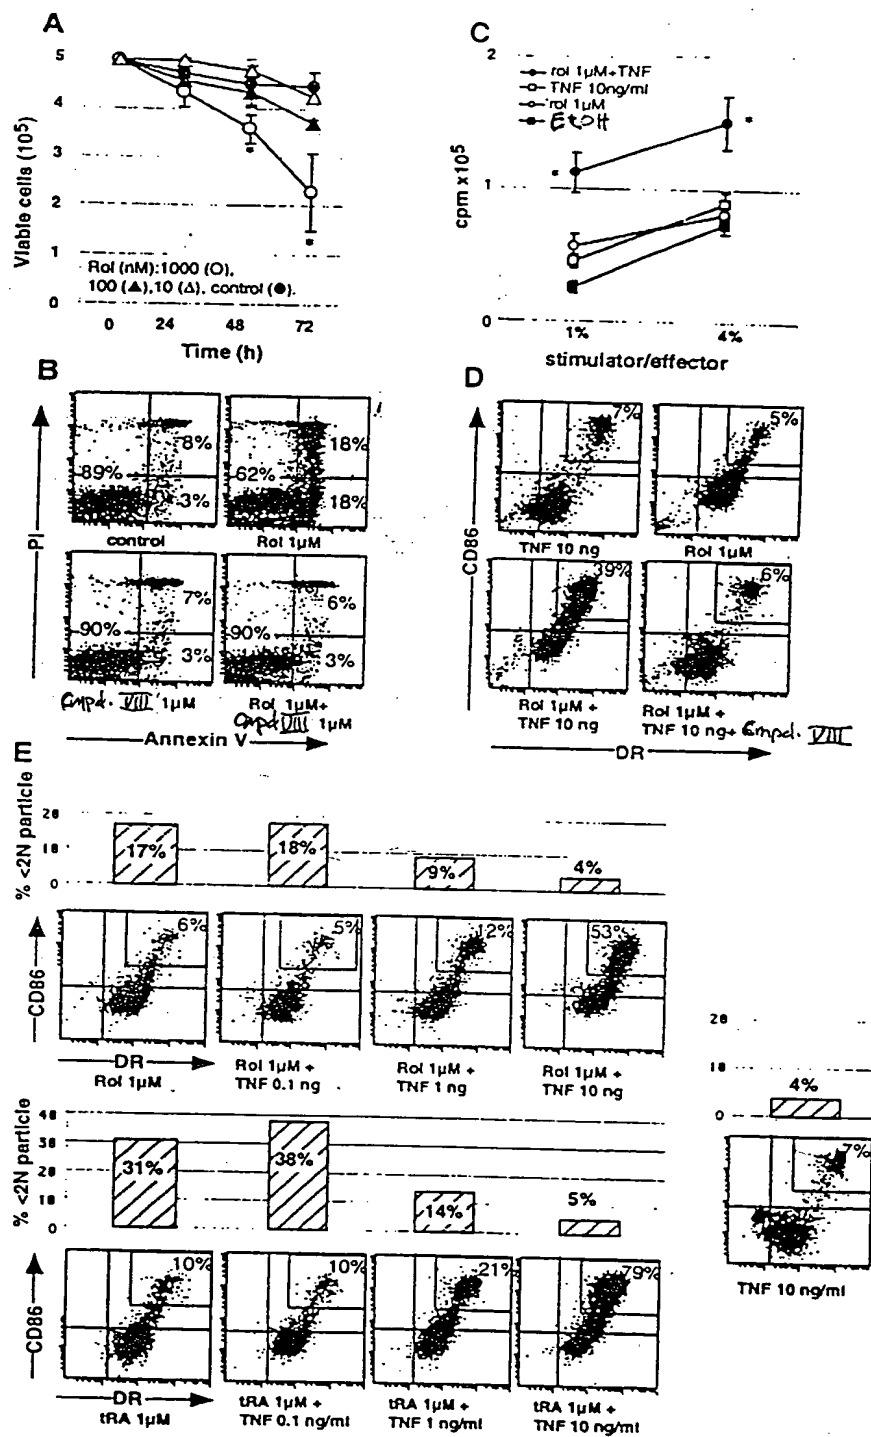 A
5
4
3
2
1
0
Viable cells (10⁵)
Rol (nM):1000 (O),
100 (▲),10 (△), control (●).
0 24 48 72
Time (h)
*
*
C
2
1
0
cpm x10⁵
rol 1µM+TNF
TNF 10ng/ml
rol 1µM
EtOH
*
*
1% 4%
stimulator/effector
B
PI
8%
89%
3%
control
18%
62%
18%
Rol 1µM
7%
90%
3%
Cmpd. VIII 1µM
6%
90%
3%
Rol 1µM+
Cmpd VIII 1µM
Annexin V
D
CD86
7%
TNF 10 ng
5%
Rol 1µM
39%
Rol 1µM +
TNF 10 ng
6%
Rol 1µM +
TNF 10 ng+ Cmpd. VIII
DR
E
% <2N particle
20
10
0
17%
18%
9%
4%
CD86
6%
5%
12%
53%
DR
Rol 1µM
Rol 1µM +
TNF 0.1 ng
Rol 1µM +
TNF 1 ng
Rol 1µM +
TNF 10 ng
% <2N particle
40
30
20
10
0
31%
38%
14%
5%
CD86
10%
10%
21%
79%
DR
tRA 1µM
tRA 1µM +
TNF 0.1 ng/ml
tRA 1µM +
TNF 1 ng/ml
tRA 1µM +
TNF 10 ng/ml
20
10
0
4%
7%
TNF 10 ng/ml